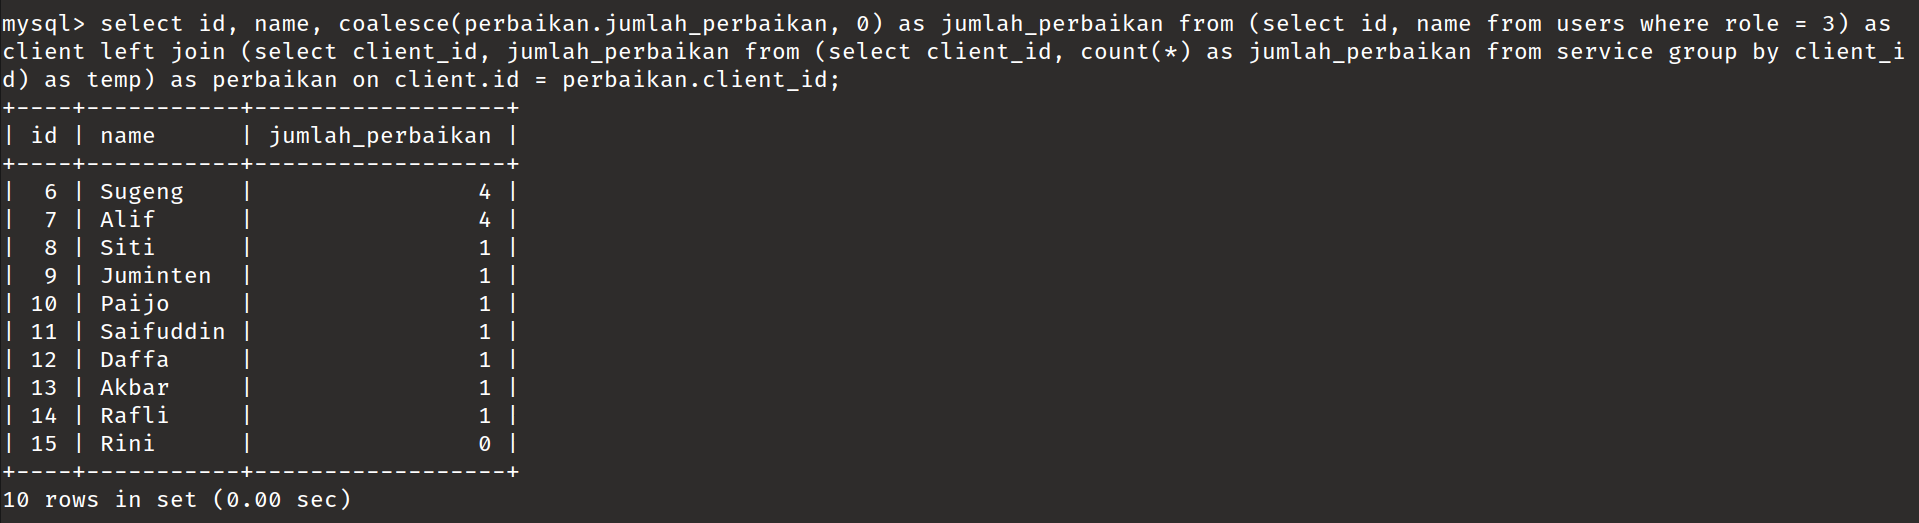 mysql> select id, name, coalesce(perbaikan.jumlah_perbaikan, 0) as jumlah_perbaikan from (select id, name from users where role = 3) as
client left join (select client_id, jumlah_perbaikan from (select client_id, count(*) as jumlah_perbaikan from service group by client_i
d) as temp) as perbaikan on client.id = perbaikan.client_id;
+----+-----------+------------------+
| id | name      | jumlah_perbaikan |
+----+-----------+------------------+
|  6 | Sugeng    |                4 |
|  7 | Alif      |                4 |
|  8 | Siti      |                1 |
|  9 | Juminten  |                1 |
| 10 | Paijo     |                1 |
| 11 | Saifuddin |                1 |
| 12 | Daffa     |                1 |
| 13 | Akbar     |                1 |
| 14 | Rafli     |                1 |
| 15 | Rini      |                0 |
+----+-----------+------------------+
10 rows in set (0.00 sec)